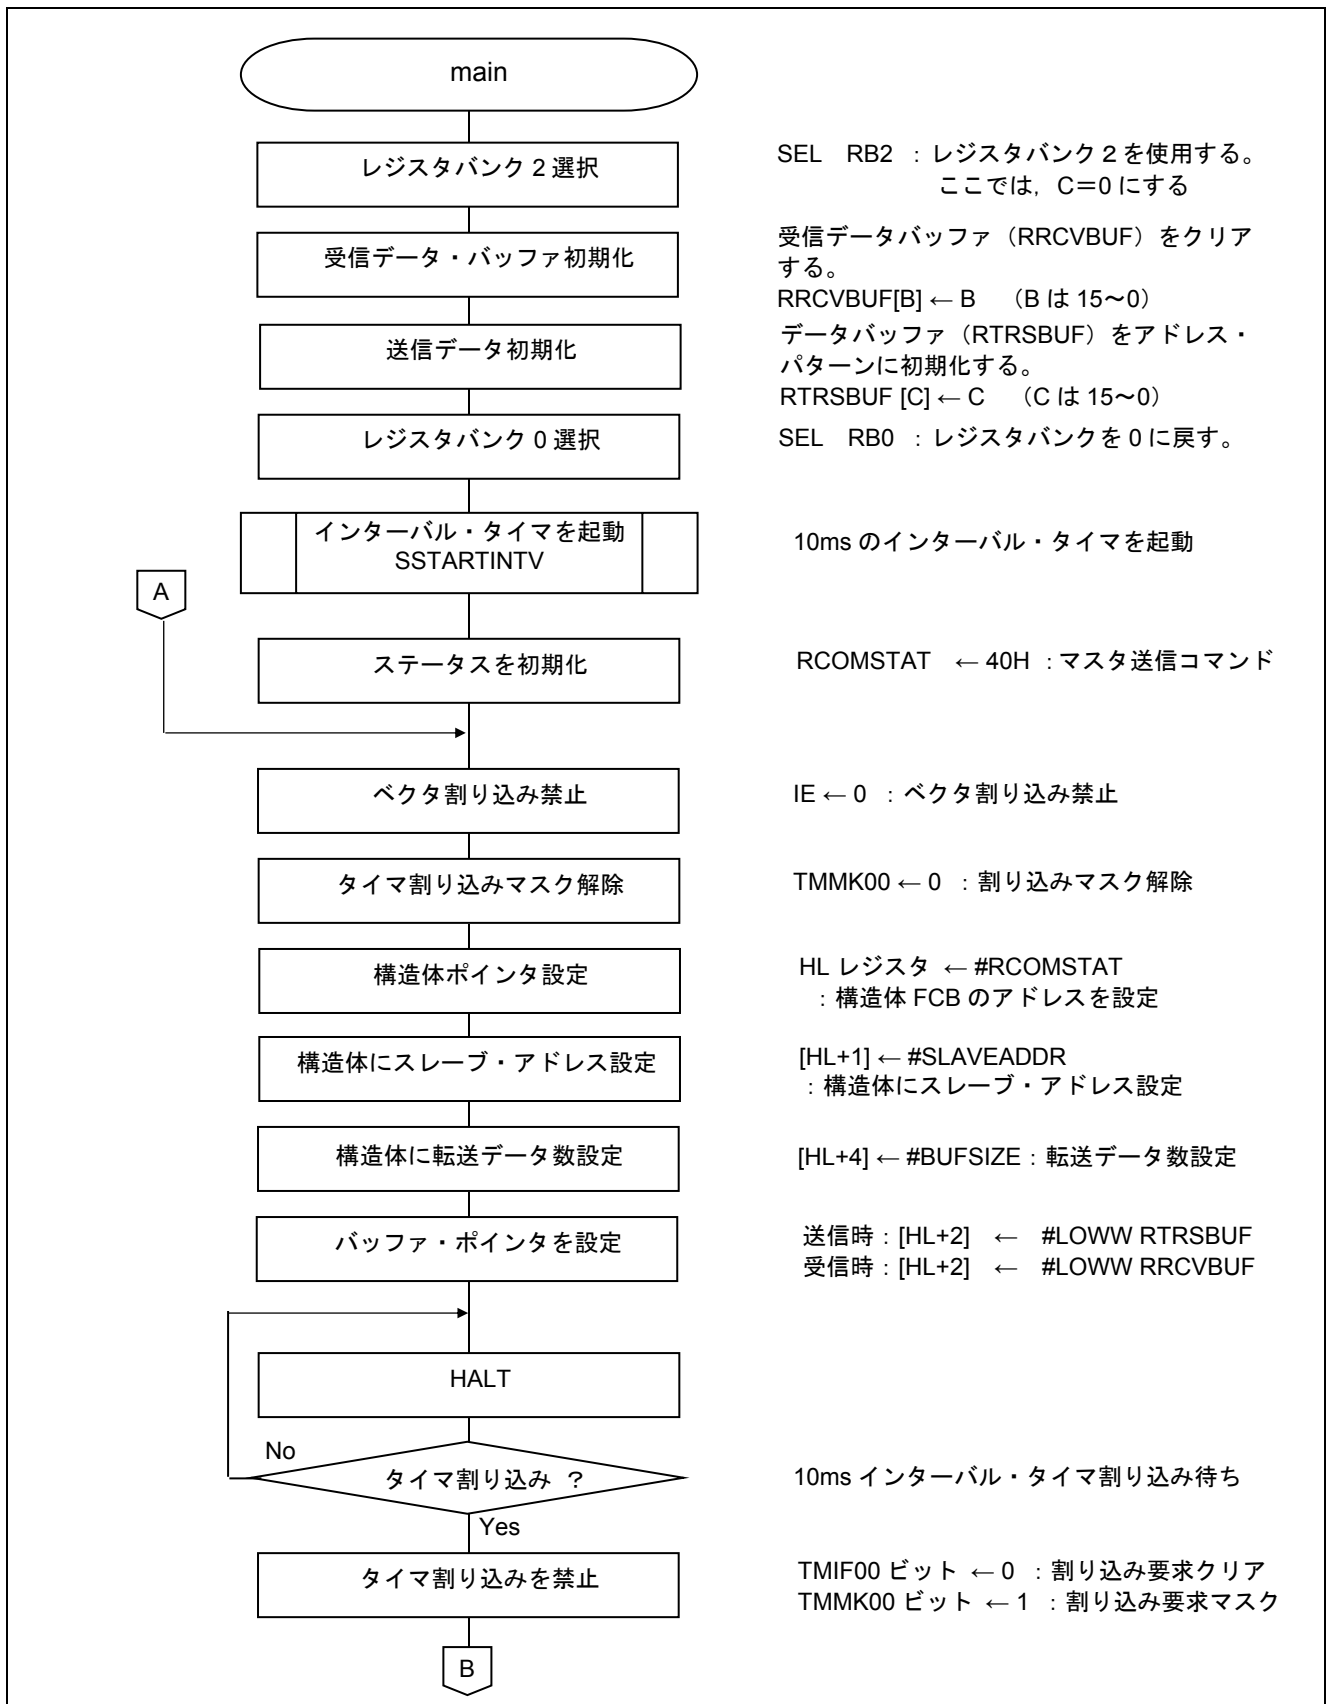 main
レジスタバンク 2 選択
SEL RB2 ：レジスタバンク 2 を使用する。
ここでは，C＝0 にする
受信データ・バッファ初期化
受信データバッファ（RRCVBUF）をクリア
する。
RRCVBUF[B] ← B （B は 15～0）
送信データ初期化
データバッファ（RTRSBUF）をアドレス・
パターンに初期化する。
RTRSBUF [C] ← C （C は 15～0）
レジスタバンク 0 選択
SEL RB0 ：レジスタバンクを 0 に戻す。
インターバル・タイマを起動
SSTARTINTV
10ms のインターバル・タイマを起動
A
ステータスを初期化
RCOMSTAT ← 40H ：マスタ送信コマンド
ベクタ割り込み禁止
IE ← 0 ：ベクタ割り込み禁止
タイマ割り込みマスク解除
TMMK00 ← 0 ：割り込みマスク解除
構造体ポインタ設定
HL レジスタ ← #RCOMSTAT
：構造体 FCB のアドレスを設定
構造体にスレーブ・アドレス設定
[HL+1] ← #SLAVEADDR
：構造体にスレーブ・アドレス設定
構造体に転送データ数設定
[HL+4] ← #BUFSIZE：転送データ数設定
バッファ・ポインタを設定
送信時：[HL+2] ← #LOWW RTRSBUF
受信時：[HL+2] ← #LOWW RRCVBUF
HALT
No
タイマ割り込み ？
10ms インターバル・タイマ割り込み待ち
Yes
タイマ割り込みを禁止
TMIF00 ビット ← 0 ：割り込み要求クリア
TMMK00 ビット ← 1 ：割り込み要求マスク
B